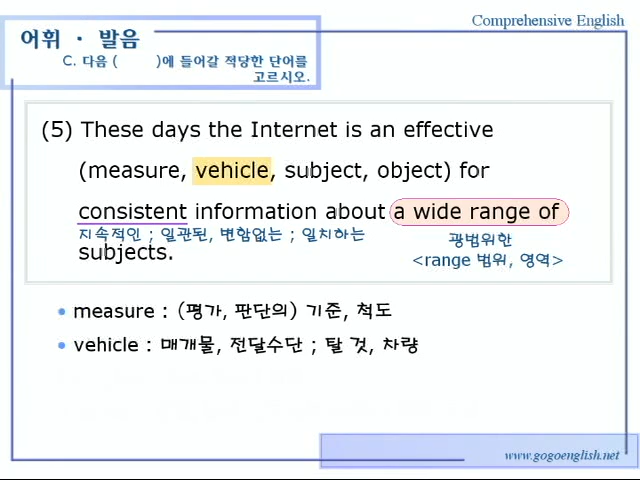 Comprehensive English
어휘 · 발음
C. 다음 (      )에 들어갈 적당한 단어를
고르시오.
(5) These days the Internet is an effective
(measure, vehicle, subject, object) for
consistent information about a wide range of
지속적인 ; 일관된, 변함없는 ; 일치하는
광범위한
subjects.
<range 범위, 영역>
• measure : (평가, 판단의) 기준, 척도
• vehicle : 매개물, 전달수단 ; 탈 것, 차량
www.gogoenglish.net